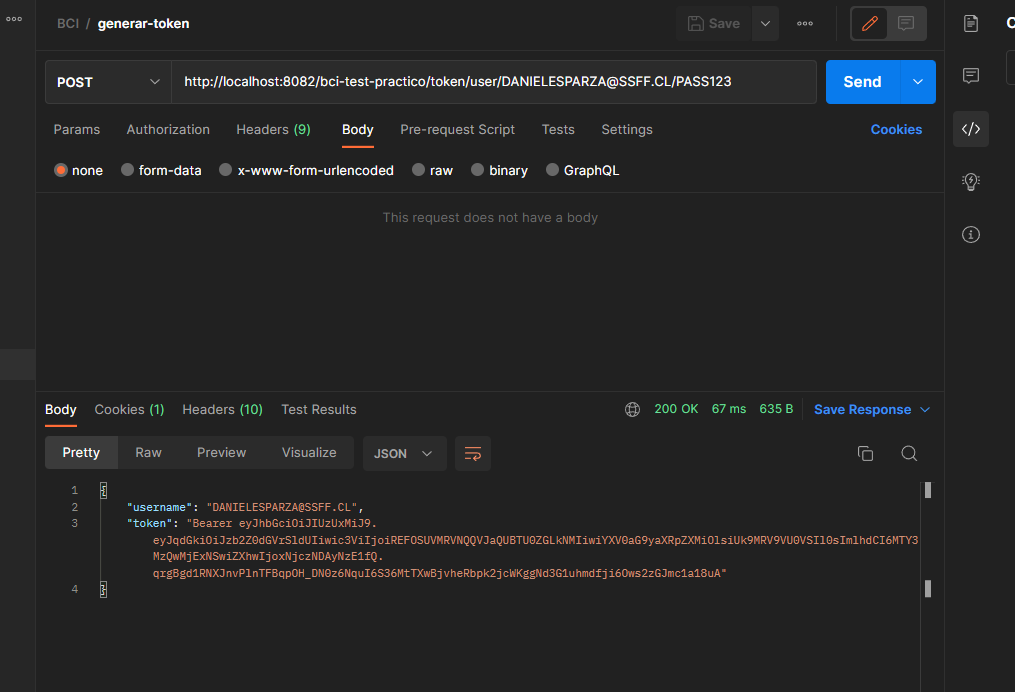 BCI / generar-token
Save
POST
http://localhost:8082/bci-test-practico/token/user/DANIELESPARZA@SSFF.CL/PASS123
Send
Params Authorization Headers (9) Body Pre-request Script Tests Settings Cookies
none form-data x-www-form-urlencoded raw binary GraphQL
This request does not have a body
Body Cookies (1) Headers (10) Test Results 200 OK 67 ms 635 B Save Response
Pretty Raw Preview Visualize JSON
1 {
2 "username": "DANIELESPARZA@SSFF.CL",
3 "token": "Bearer eyJhbGciOiJIUzUxMiJ9.
eyJqdGkiOiJzb2Z0dGVrSldUIiwic3ViIjoiREFOSUVMRVNQQVJaQUBTU0ZGLkNMIiwiYXV0aG9yaXRpZXMiOlsiUk9MRV9VU0VSIl0sImlhdCI6MTY3
MzQwMjExNSwiZXhwIjoxNjczNDAyNzE1fQ.
qrgBgd1RNXJnvPlnTFBqpOH_DN0z6NquI6S36MtTXwBjvheRbpk2jcWKggNd3G1uhmdfji6Ows2zGJmc1a18uA"
4 }